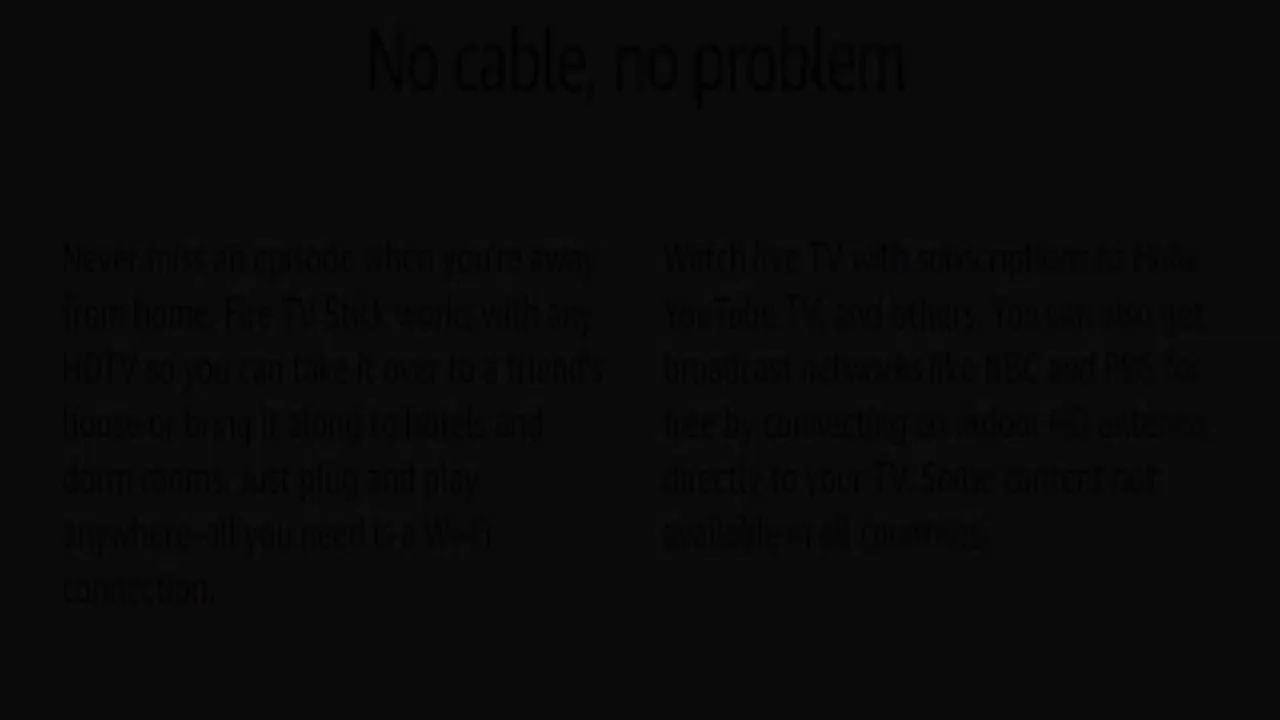 No cable, no problem
Never miss an episode when you're away
from home. Fire TV Stick works with any
HDTV so you can take it over to a friend's
house or bring it along to hotels and
dorm rooms. Just plug and play
anywhere–all you need is a Wi-Fi
connection.
Watch live TV with subscriptions to Hulu,
YouTube TV, and others. You can also get
broadcast networks like NBC and PBS for
free by connecting an indoor HD antenna
directly to your TV. Some content not
available in all countries.